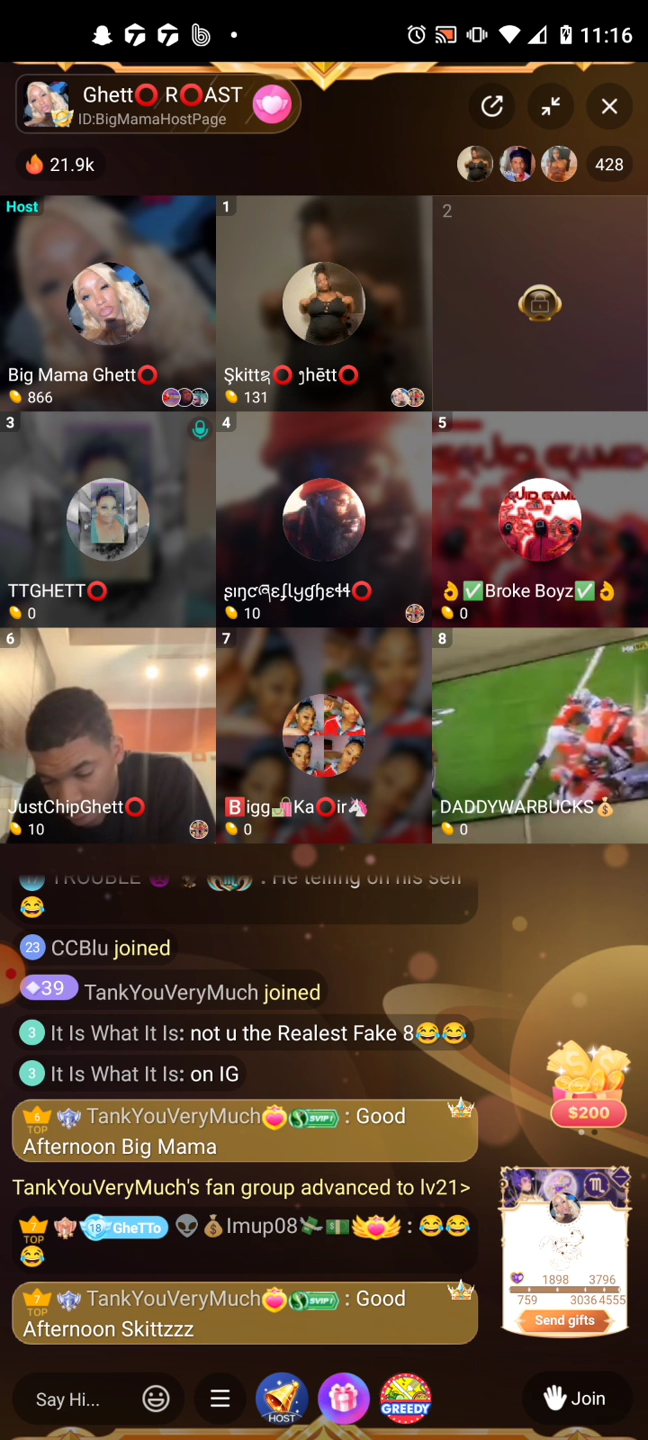 11:16
Ghett⭕ R⭕AST
ID:BigMamaHostPage
21.9k
428
Host
1
2
Big Mama Ghett⭕
866
131
3
4
5
SQUID GAME
TTGHETT⭕
0
10
👌✅Broke Boyz✅👌
0
6
7
8
JustChipGhett⭕
10
🅱igg🛍Ka⭕ir🦄
0
DADDYWARBUCKS💰
0
TROUBLE : He telling on his self
😂
23 CCBlu joined
39 TankYouVeryMuch joined
3 It Is What It Is: not u the Realest Fake 8😂😂
3 It Is What It Is: on IG
6 TOP TankYouVeryMuch SVIP1 : Good
Afternoon Big Mama
TankYouVeryMuch's fan group advanced to lv21>
7 TOP 18 GheTTo 👽💰Imup08💸💵 : 😂😂
😂
7 TOP TankYouVeryMuch SVIP1 : Good
Afternoon Skittzzz
$200
1898 3796
759 3036 4555
Send gifts
Say Hi...
HOST
GREEDY
Join